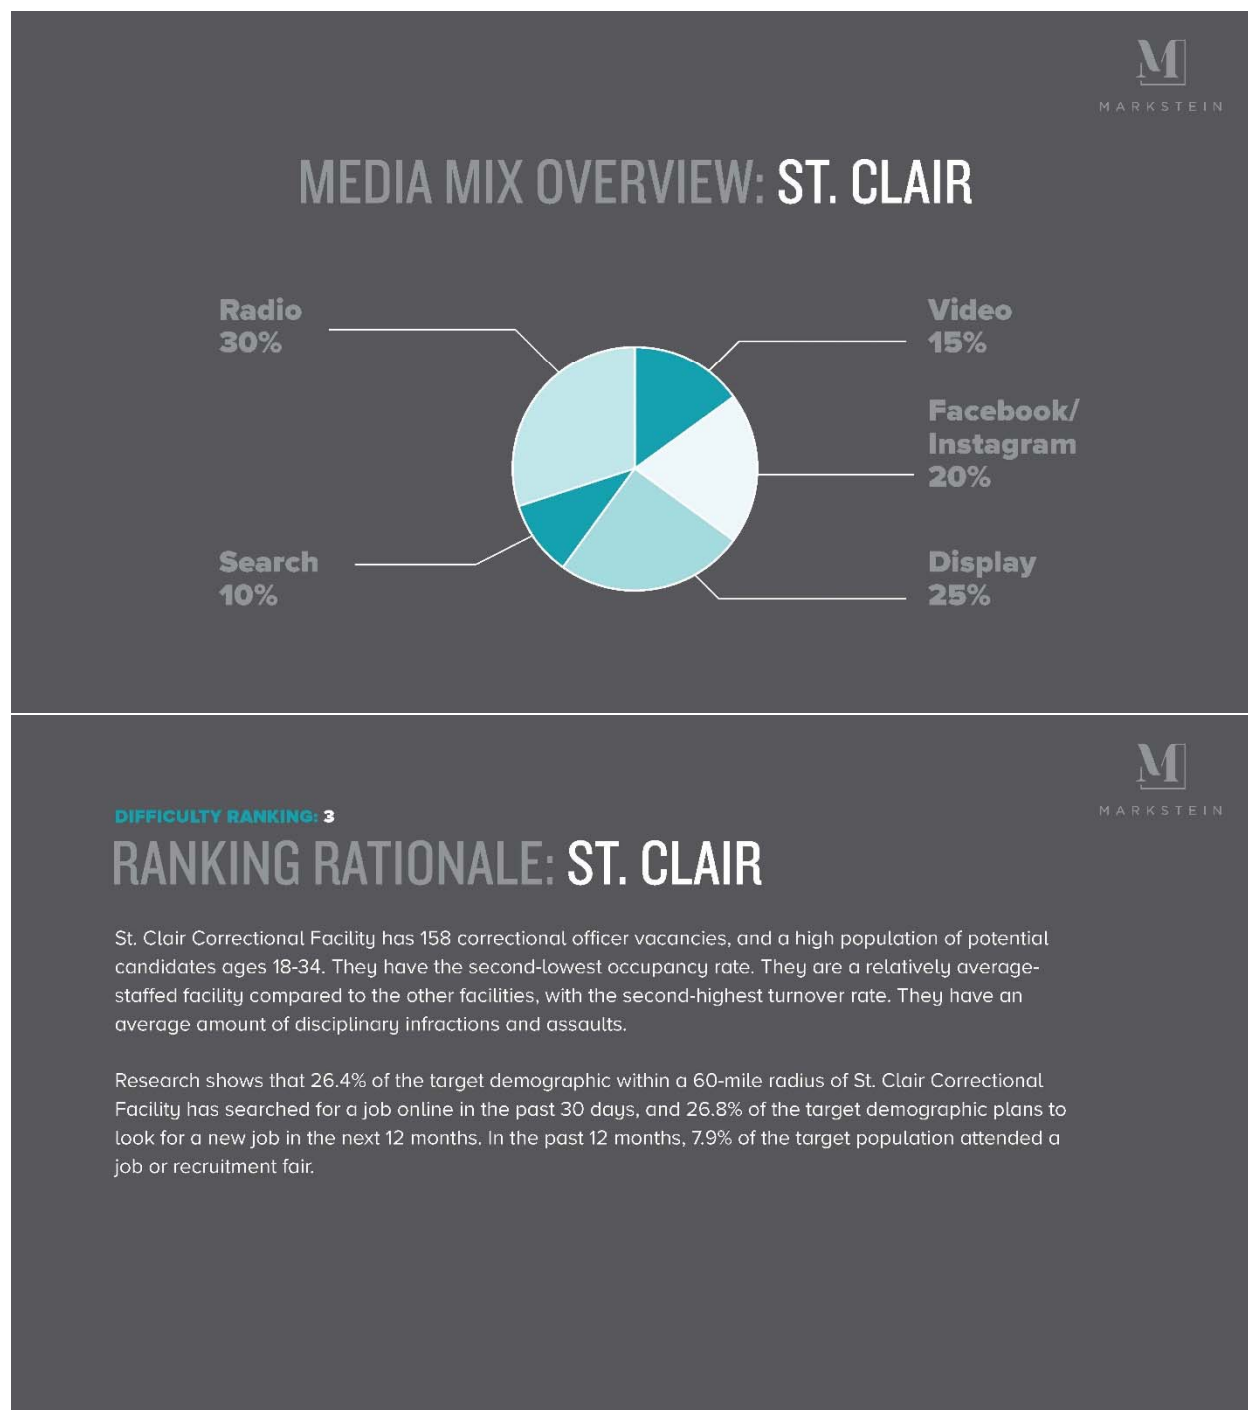 M
MARKSTEIN
MEDIA MIX OVERVIEW: ST. CLAIR
Radio
30%
Video
15%
Facebook/
Instagram
20%
Search
10%
Display
25%
M
MARKSTEIN
DIFFICULTY RANKING: 3
RANKING RATIONALE: ST. CLAIR
St. Clair Correctional Facility has 158 correctional officer vacancies, and a high population of potential
candidates ages 18-34. They have the second-lowest occupancy rate. They are a relatively average-
staffed facility compared to the other facilities, with the second-highest turnover rate. They have an
average amount of disciplinary infractions and assaults.
Research shows that 26.4% of the target demographic within a 60-mile radius of St. Clair Correctional
Facility has searched for a job online in the past 30 days, and 26.8% of the target demographic plans to
look for a new job in the next 12 months. In the past 12 months, 7.9% of the target population attended a
job or recruitment fair.